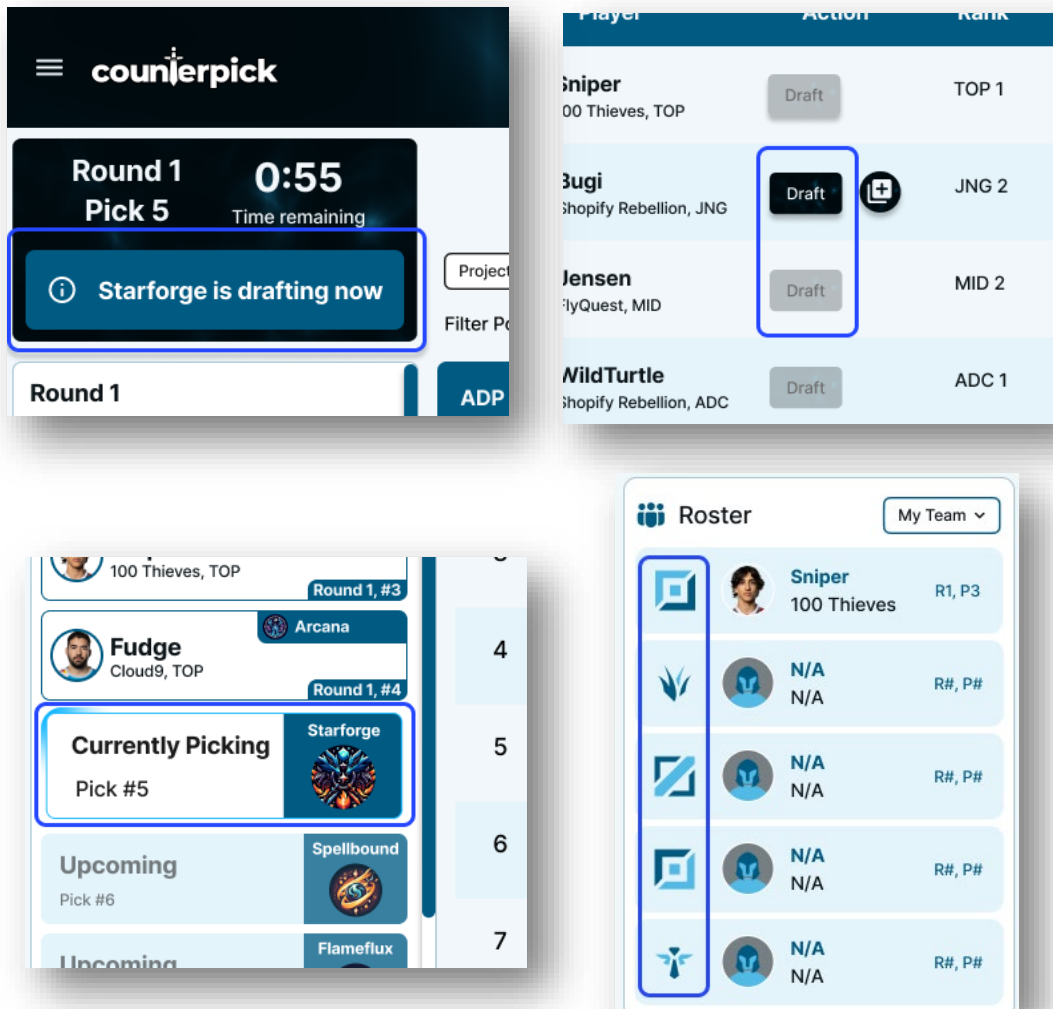 counterpick
Round 1
Pick 5
0:55
Time remaining
Starforge is drafting now
Project
Filter Po
Round 1
ADP
Player
Action
Rank
Sniper
00 Thieves, TOP
Draft
TOP 1
Bugi
Shopify Rebellion, JNG
Draft
JNG 2
Jensen
FlyQuest, MID
Draft
MID 2
WildTurtle
Shopify Rebellion, ADC
Draft
ADC 1
100 Thieves, TOP
Round 1, #3
Arcana
Fudge
Cloud9, TOP
Round 1, #4
4
Currently Picking
Pick #5
Starforge
5
Upcoming
Pick #6
Spellbound
6
Upcoming
Flameflux
7
Roster
My Team
Sniper
100 Thieves
R1, P3
N/A
N/A
R#, P#
N/A
N/A
R#, P#
N/A
N/A
R#, P#
N/A
N/A
R#, P#